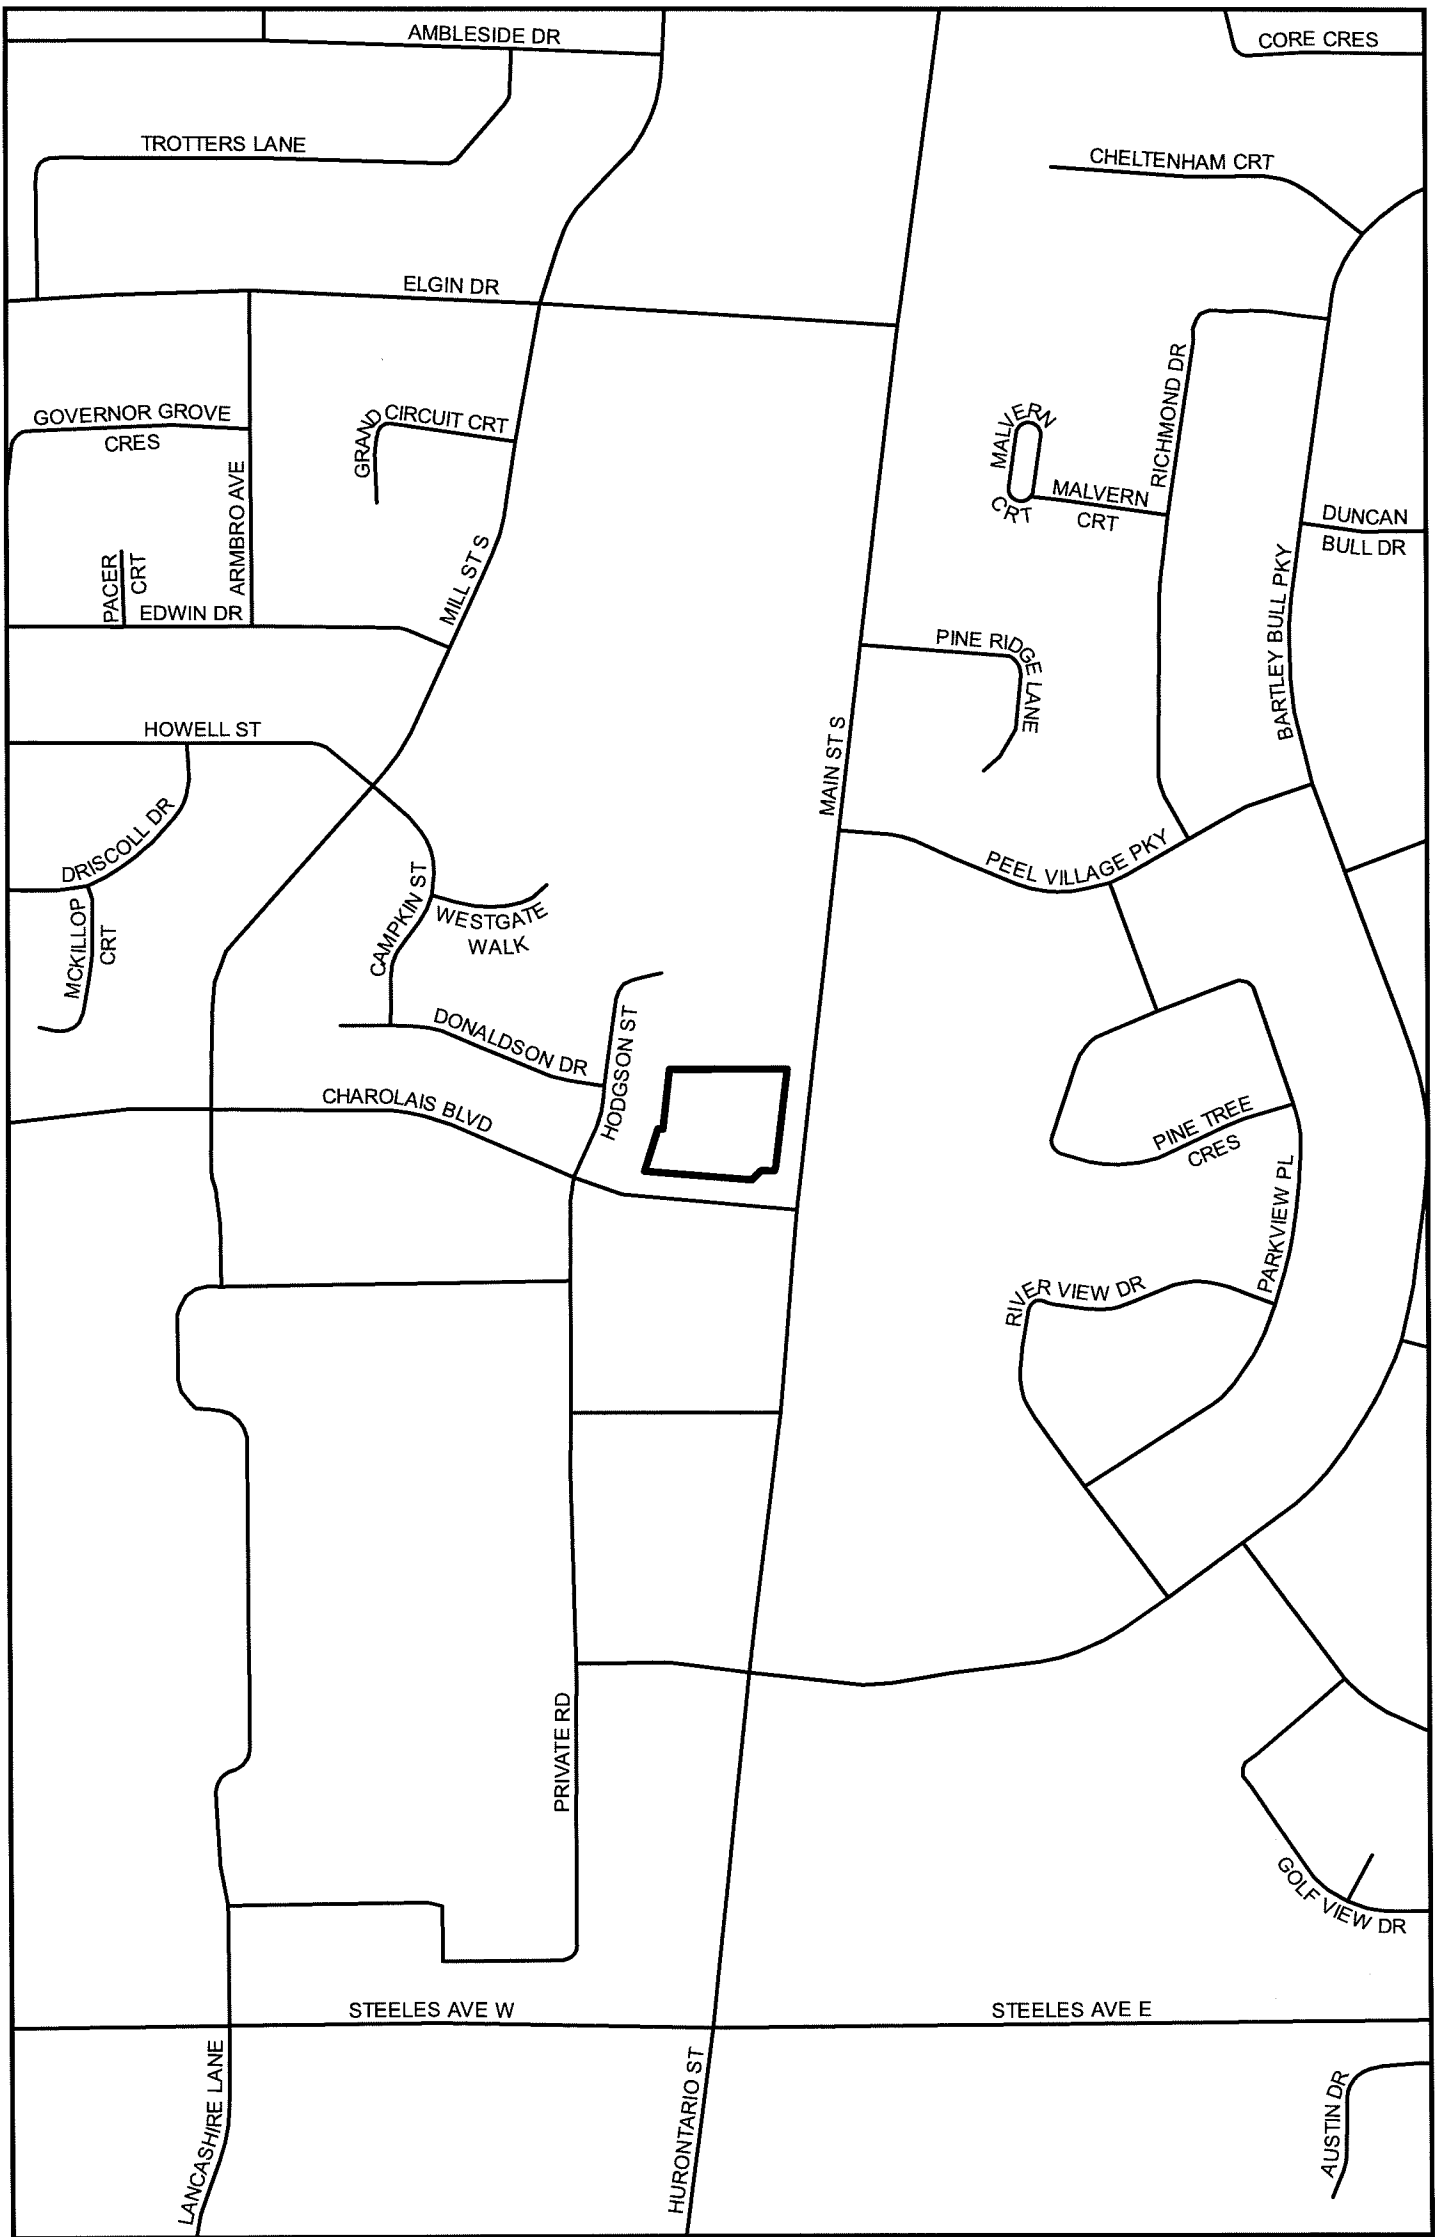 AMBLESIDE DR
CORE CRES
TROTTERS LANE
CHELTENHAM CRT
ELGIN DR
GOVERNOR GROVE
CRES
GRAND CIRCUIT CRT
RICHMOND DR
MALVERN
CRT
MALVERN
CRT
ARMBRO AVE
DUNCAN
BULL DR
PACER
CRT
MILL ST S
EDWIN DR
BARTLEY BULL PKY
PINE RIDGE LANE
HOWELL ST
MAIN ST S
DRISCOLL DR
PEEL VILLAGE PKY
CAMPKIN ST
WESTGATE
WALK
MCKILLOP
CRT
DONALDSON DR
HODGSON ST
CHAROLAIS BLVD
PINE TREE
CRES
PARKVIEW PL
RIVER VIEW DR
PRIVATE RD
GOLF VIEW DR
STEELES AVE W
STEELES AVE E
LANCASHIRE LANE
HURONTARIO ST
AUSTIN DR